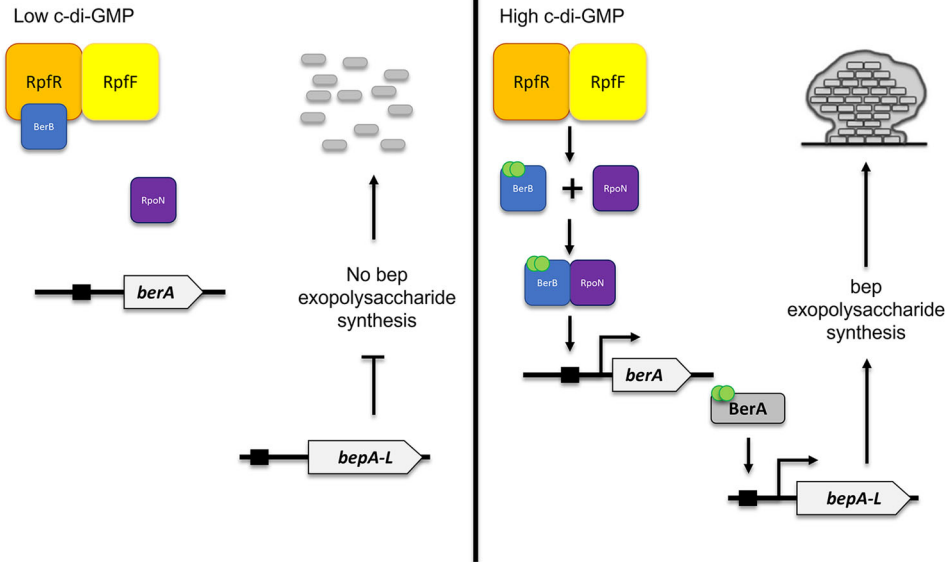 Low c-di-GMP
RpfR
RpfF
BerB
RpoN
berA
No bep
exopolysaccharide
synthesis
bepA-L
High c-di-GMP
RpfR
RpfF
BerB
+
RpoN
BerB
RpoN
berA
BerA
bepA-L
bep
exopolysaccharide
synthesis